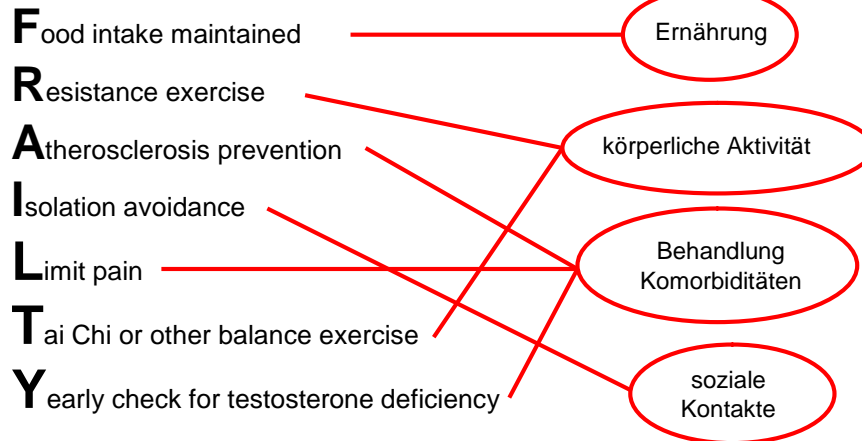 Food intake maintained
Resistance exercise
Atherosclerosis prevention
Isolation avoidance
Limit pain
Tai Chi or other balance exercise
Yearly check for testosterone deficiency
Ernährung
körperliche Aktivität
Behandlung
Komorbiditäten
soziale
Kontakte